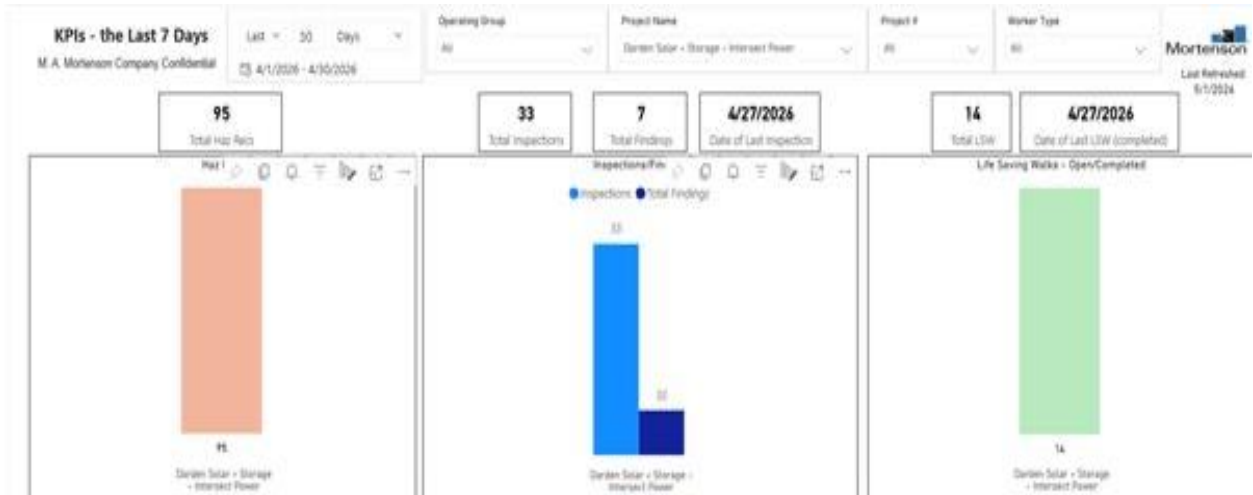 KPIs - the Last 7 Days
M. A. Mortenson Company Confidential
Last 30 Days
4/1/2026 - 4/30/2026
Operating Group
All
Project Name
Darden Solar + Storage - Intersect Power
Project #
All
Worker Type
All
Mortenson
Last Refreshed:
5/1/2026
95
Total Haz Recs
33
Total Inspections
7
Total Findings
4/27/2026
Date of Last Inspection
14
Total LSW
4/27/2026
Date of Last LSW (completed)
Haz
Inspections/Fin
Inspections Total Findings
33
95
Darden Solar + Storage
- Intersect Power
Darden Solar + Storage -
Intersect Power
Life Saving Walks - Open/Completed
14
Darden Solar + Storage
- Intersect Power